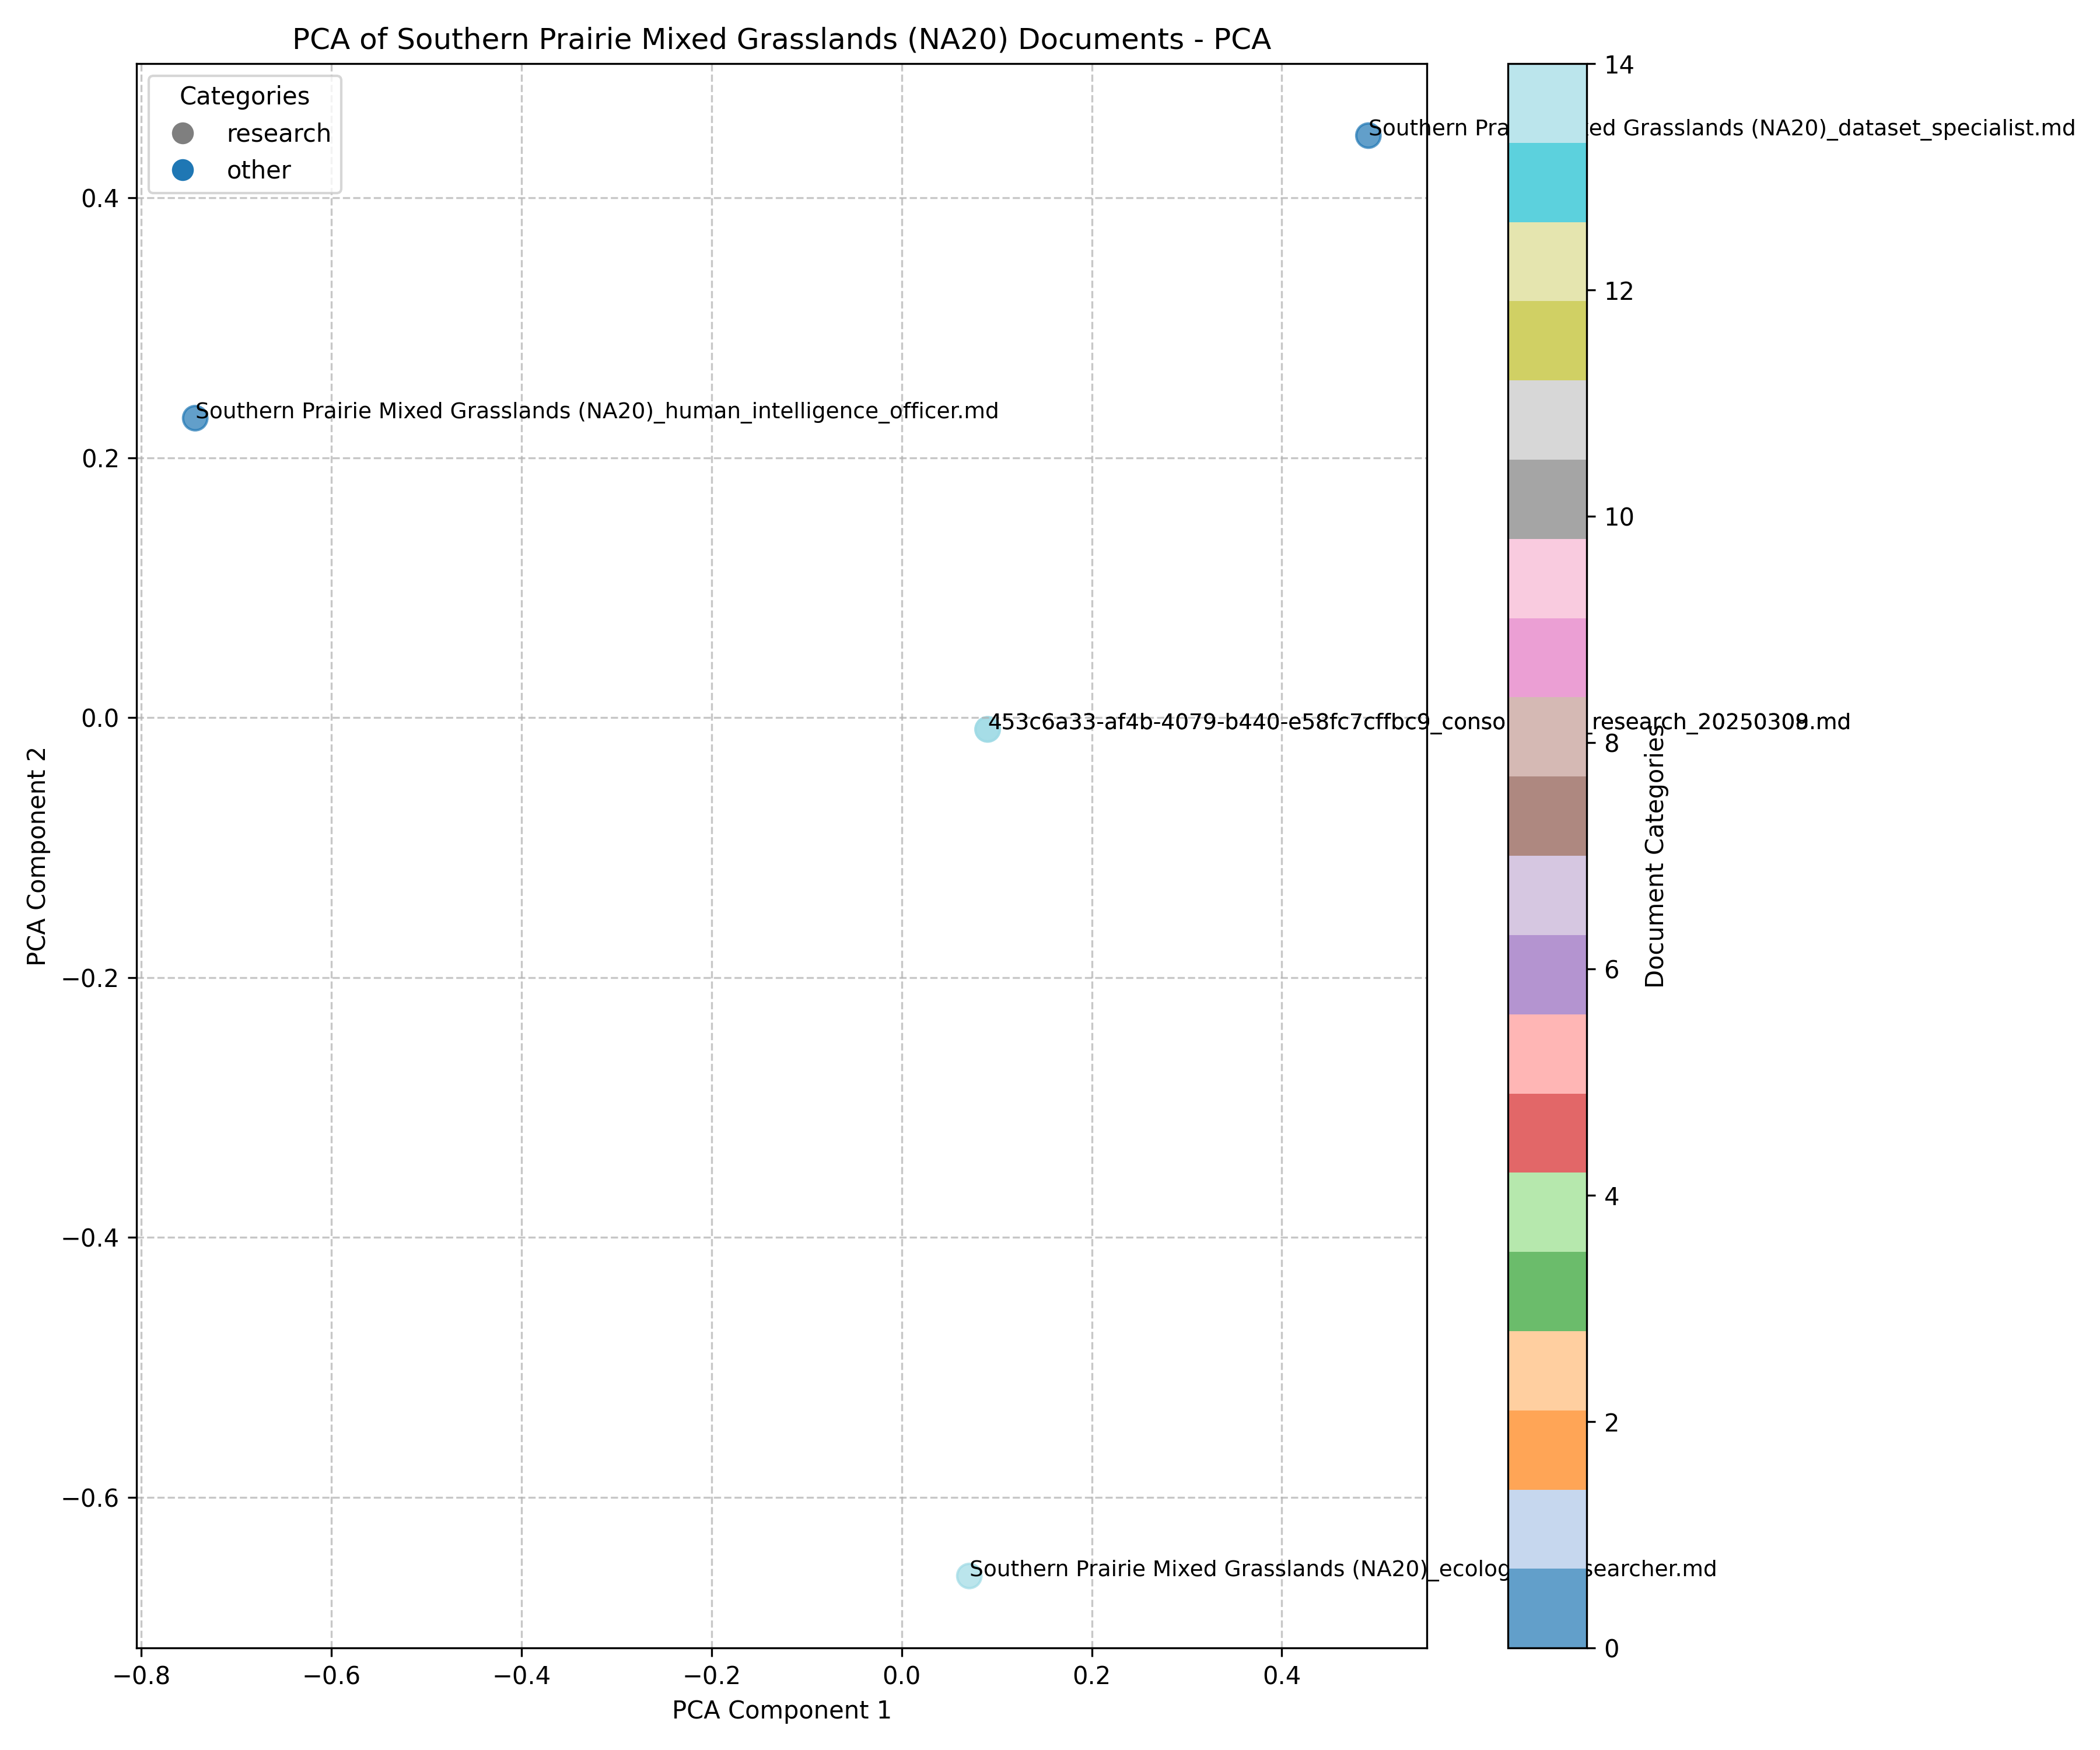 PCA of Southern Prairie Mixed Grasslands (NA20) Documents - PCA
Categories
research
other
Southern Pra ed Grasslands (NA20)_dataset_specialist.md
Southern Prairie Mixed Grasslands (NA20)_human_intelligence_officer.md
453c6a33-af4b-4079-b440-e58fc7cffbc9_conso research_2025030 .md
Southern Prairie Mixed Grasslands (NA20)_ecolog searcher.md
0.4
0.2
0.0
−0.2
−0.4
−0.6
PCA Component 2
−0.8
−0.6
−0.4
−0.2
0.0
0.2
0.4
PCA Component 1
14
12
10
8
6
4
2
0
Document Categories